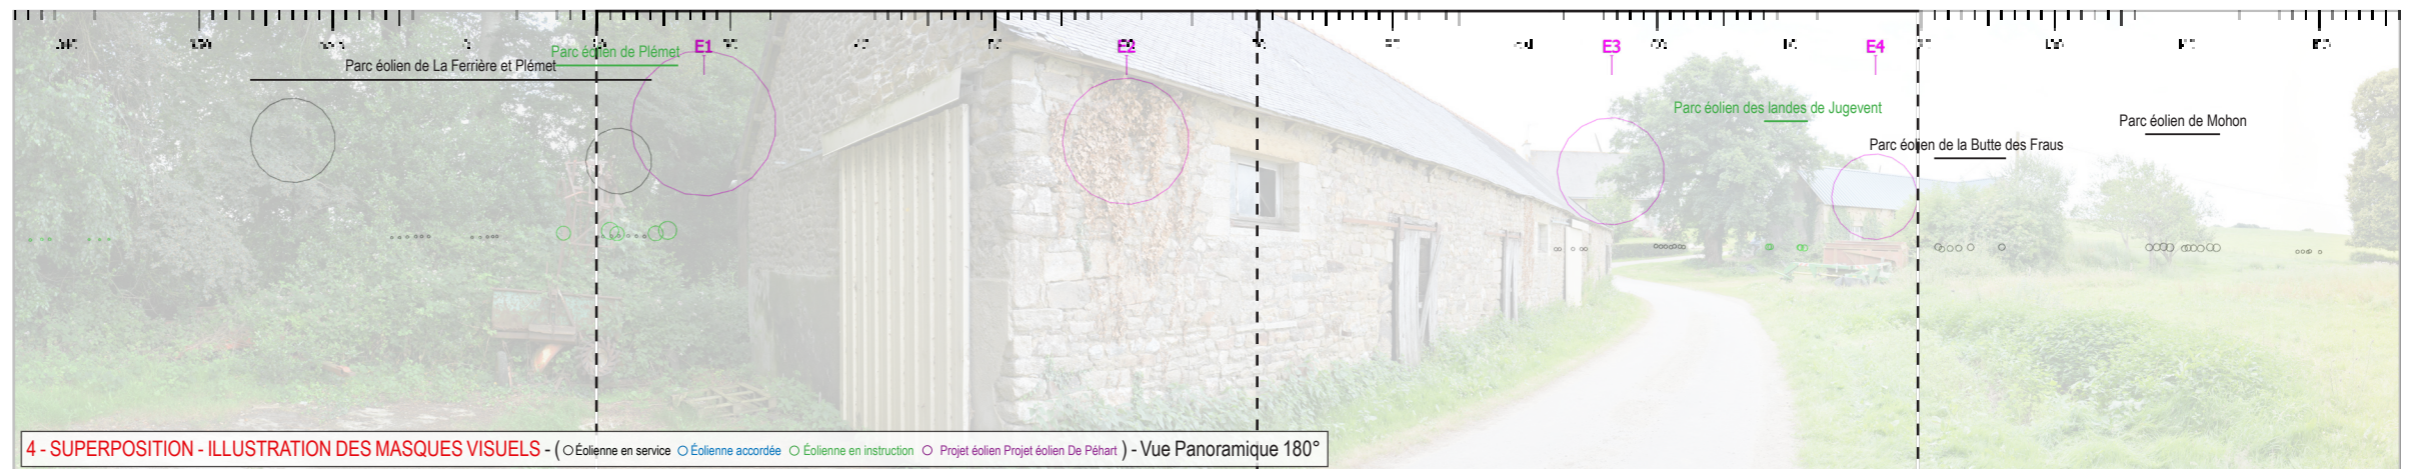 Parc éolien de Plémet
E1
E2
E3
E4
Parc éolien de La Ferrière et Plémet
Parc éolien des landes de Jugevent
Parc éolien de Mohon
Parc éolien de la Butte des Fraus
4 - SUPERPOSITION - ILLUSTRATION DES MASQUES VISUELS - ( Éolienne en service Éolienne accordée Éolienne en instruction Projet éolien Projet éolien De Péhart ) - Vue Panoramique 180°